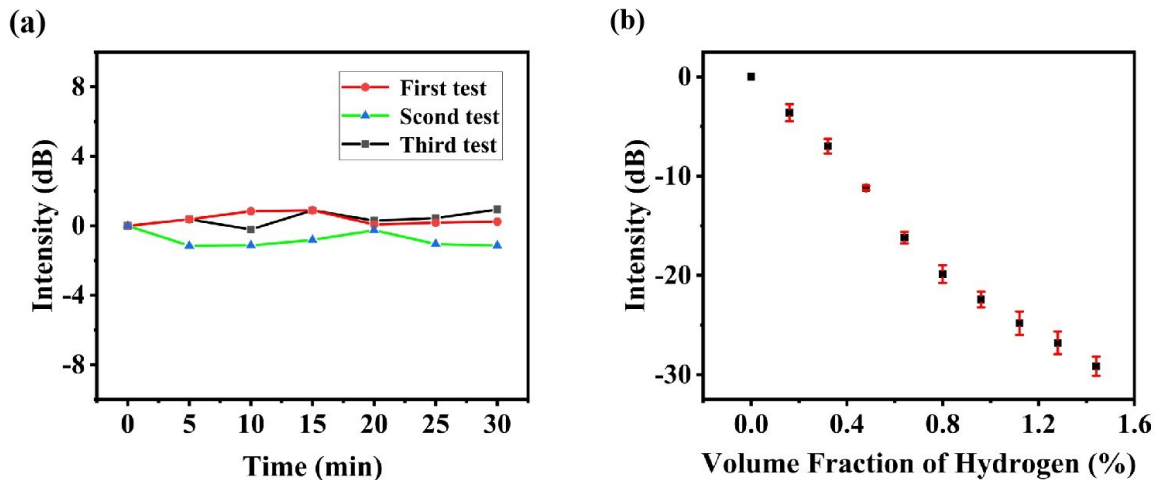 (a)
8
4
0
-4
-8
Intensity (dB)
First test
Scond test
Third test
0 5 10 15 20 25 30
Time (min)
(b)
0
-10
-20
-30
Intensity (dB)
0.0 0.4 0.8 1.2 1.6
Volume Fraction of Hydrogen (%)